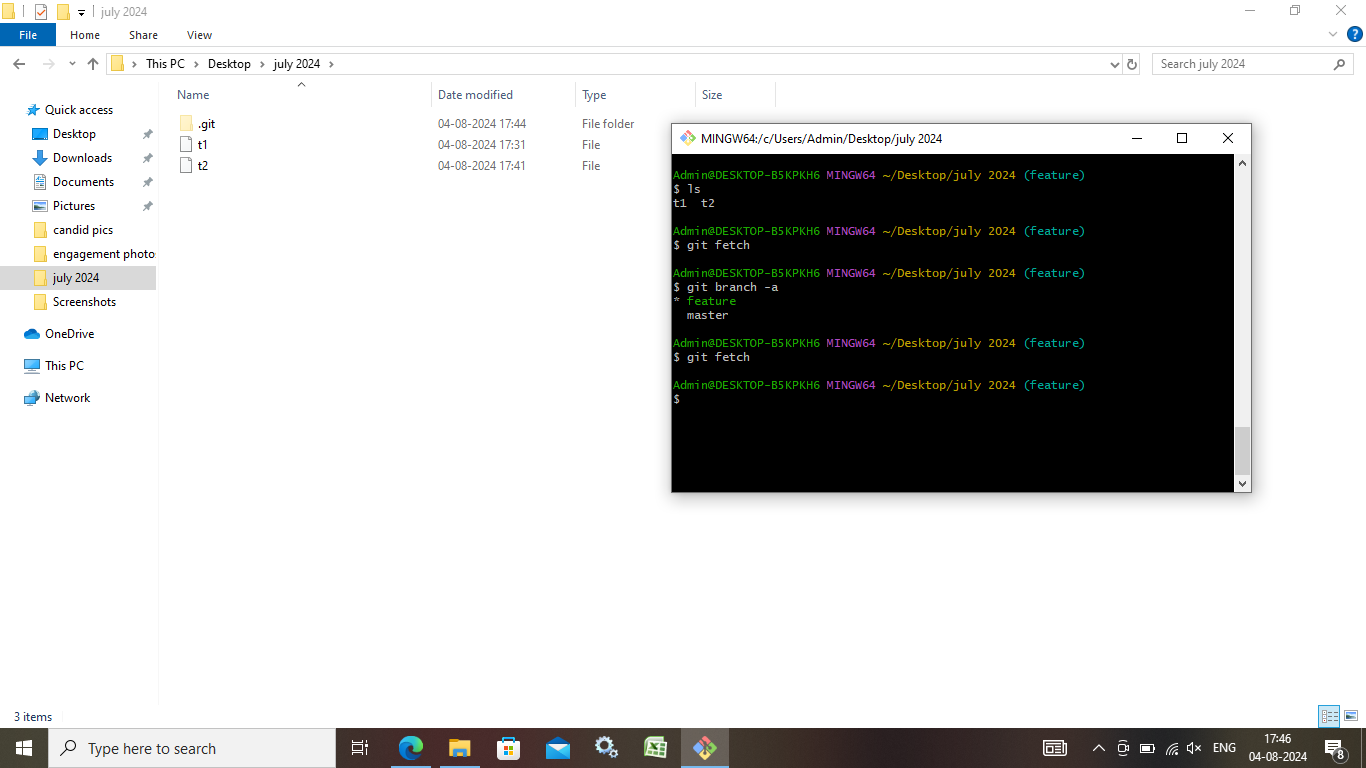 july 2024
File Home Share View
This PC Desktop july 2024
Search july 2024
Name Date modified Type Size
Quick access
Desktop
Downloads
Documents
Pictures
candid pics
engagement photo
july 2024
Screenshots
OneDrive
This PC
Network
.git 04-08-2024 17:44 File folder
t1 04-08-2024 17:31 File
t2 04-08-2024 17:41 File
MINGW64:/c/Users/Admin/Desktop/july 2024
Admin@DESKTOP-B5KPKH6 MINGW64 ~/Desktop/july 2024 (feature)
$ ls
t1 t2
Admin@DESKTOP-B5KPKH6 MINGW64 ~/Desktop/july 2024 (feature)
$ git fetch
Admin@DESKTOP-B5KPKH6 MINGW64 ~/Desktop/july 2024 (feature)
$ git branch -a
* feature
master
Admin@DESKTOP-B5KPKH6 MINGW64 ~/Desktop/july 2024 (feature)
$ git fetch
Admin@DESKTOP-B5KPKH6 MINGW64 ~/Desktop/july 2024 (feature)
$
3 items
Type here to search
ENG
17:46
04-08-2024
8